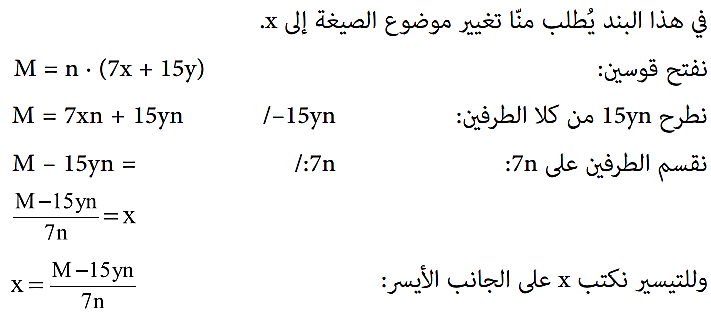 في هذا البند يُطلب منّا تغيير موضوع الصيغة إلى x.
نفتح قوسين: M = n · (7x + 15y)
نطرح 15yn من كلا الطرفين: M = 7xn + 15yn /−15yn
نقسم الطرفين على 7n: M − 15yn = /:7n
\frac{M−15yn}{7n} = x
وللتيسير نكتب x على الجانب الأيسر: x = \frac{M−15yn}{7n}